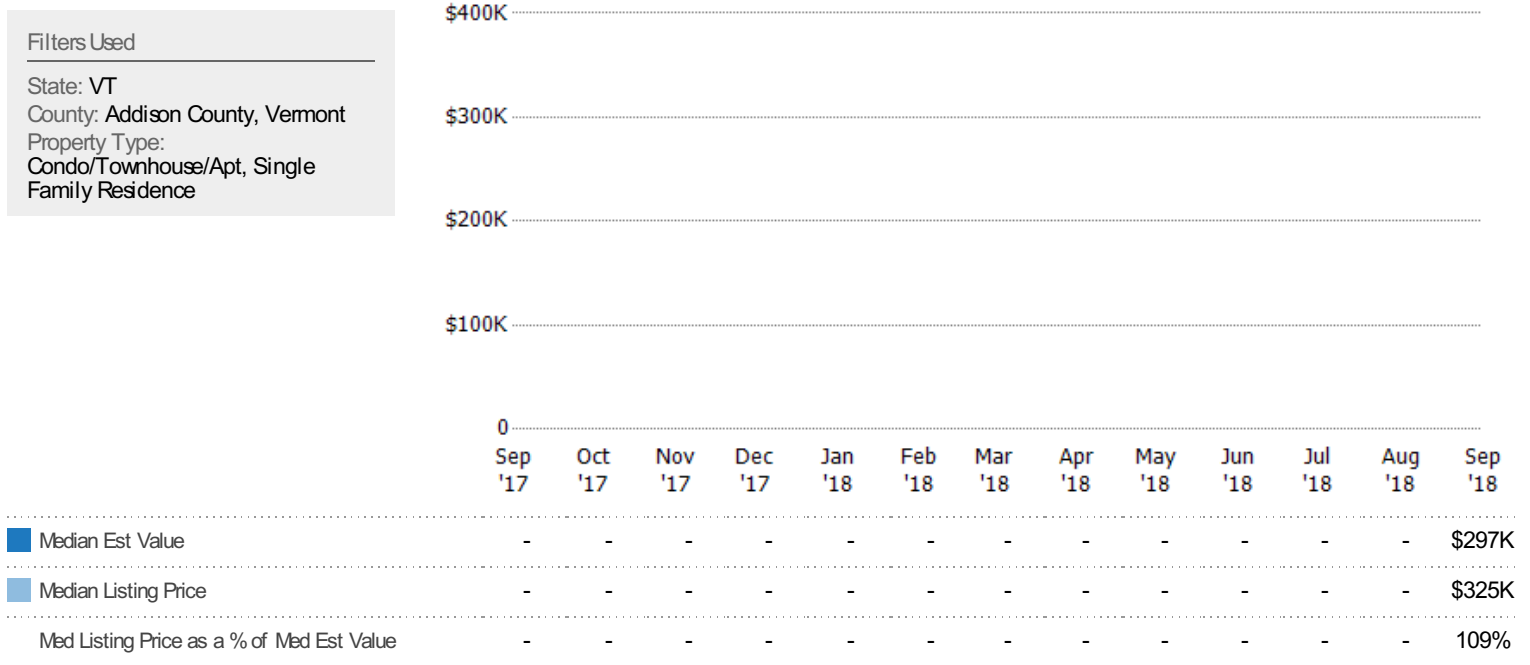 Filters Used
State: VT
County: Addison County, Vermont
Property Type:
Condo/Townhouse/Apt, Single
Family Residence
$400K
$300K
$200K
$100K
0
Sep Oct Nov Dec Jan Feb Mar Apr May Jun Jul Aug Sep
'17 '17 '17 '17 '18 '18 '18 '18 '18 '18 '18 '18 '18
Median Est Value - - - - - - - - - - - - $297K
Median Listing Price - - - - - - - - - - - - $325K
Med Listing Price as a % of Med Est Value - - - - - - - - - - - - 109%